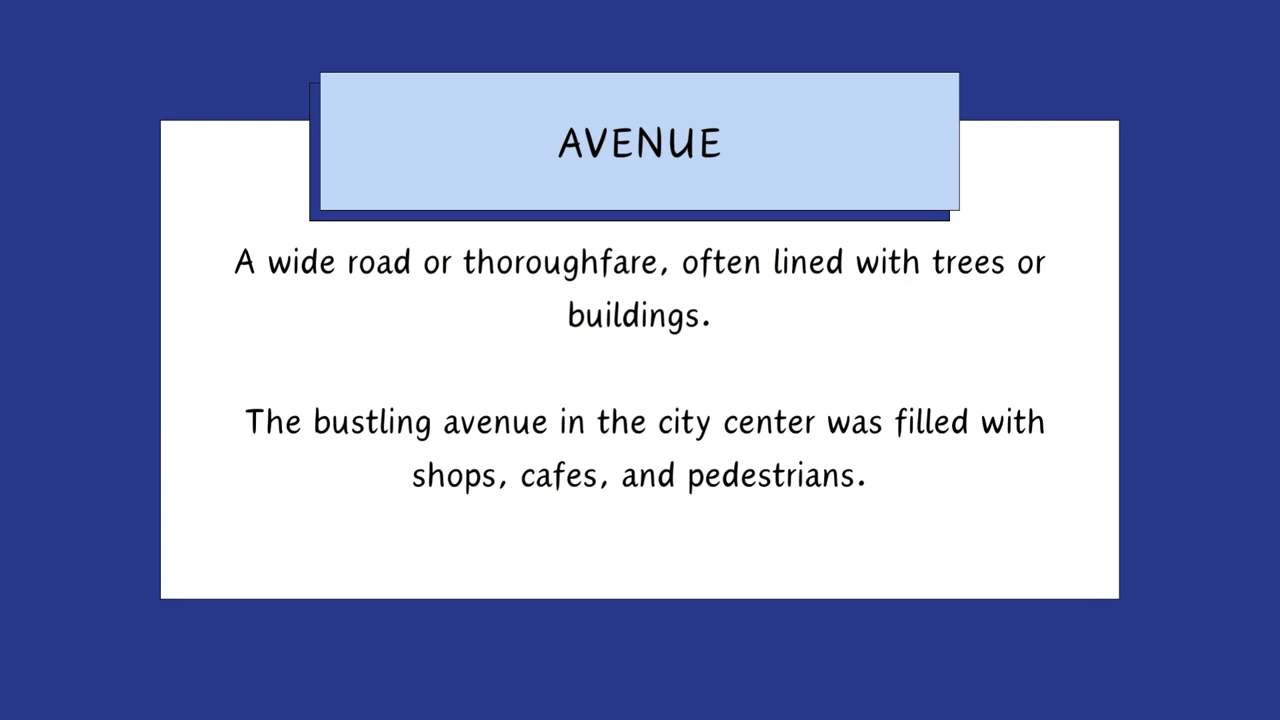 AVENUE
A wide road or thoroughfare, often lined with trees or
buildings.
The bustling avenue in the city center was filled with
shops, cafes, and pedestrians.